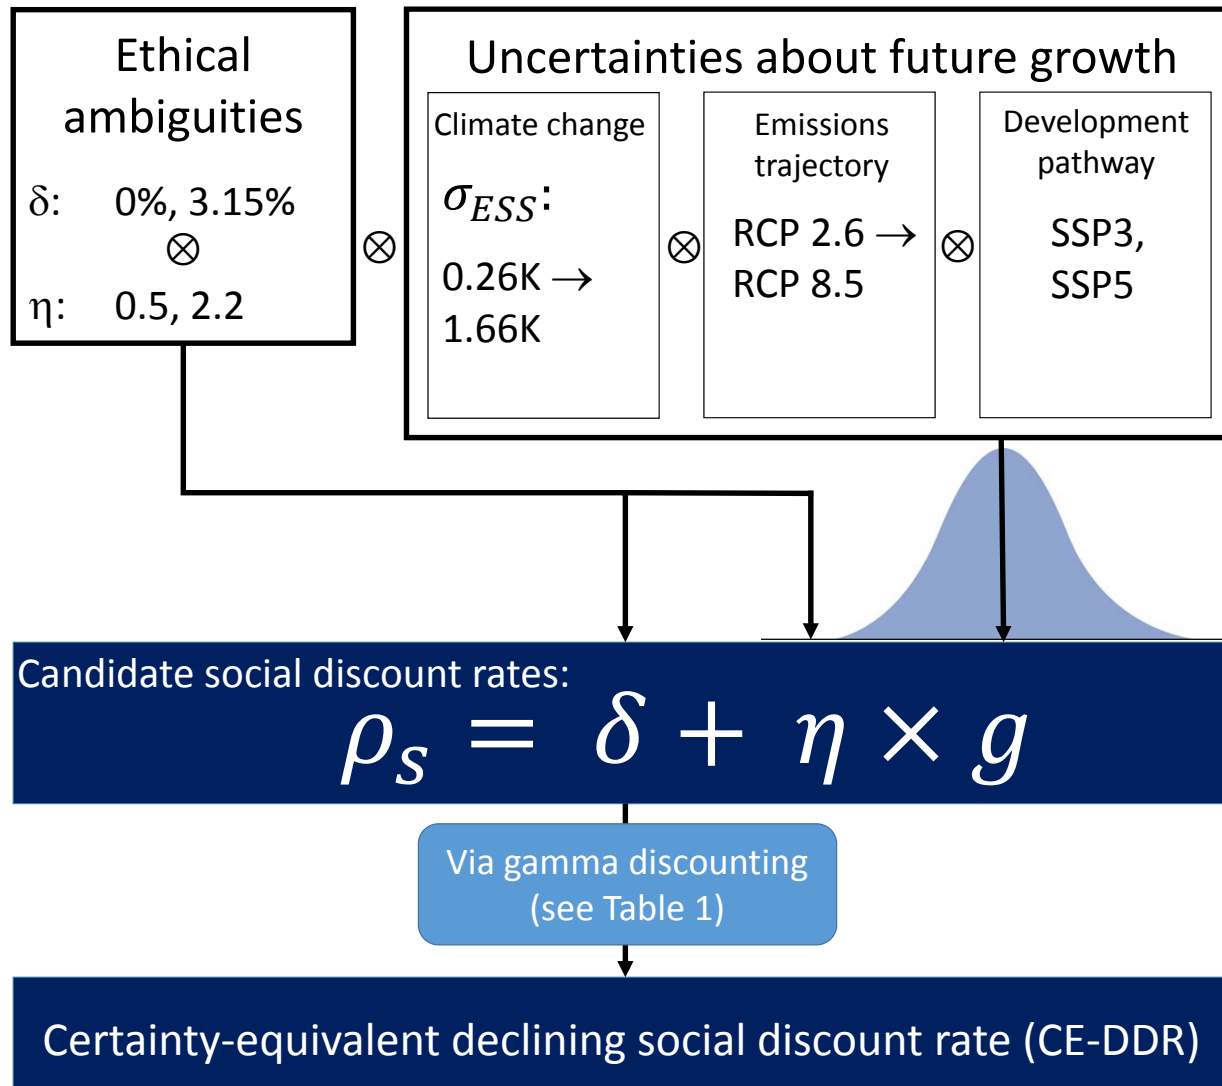 Ethical
ambiguities
δ: 0%, 3.15%
⊗
η: 0.5, 2.2
⊗
Uncertainties about future growth
Climate change
σ_ESS:
0.26K →
1.66K
⊗
Emissions
trajectory
RCP 2.6 →
RCP 8.5
⊗
Development
pathway
SSP3,
SSP5
Candidate social discount rates:
ρ_s = δ + η × g
Via gamma discounting
(see Table 1)
Certainty-equivalent declining social discount rate (CE-DDR)